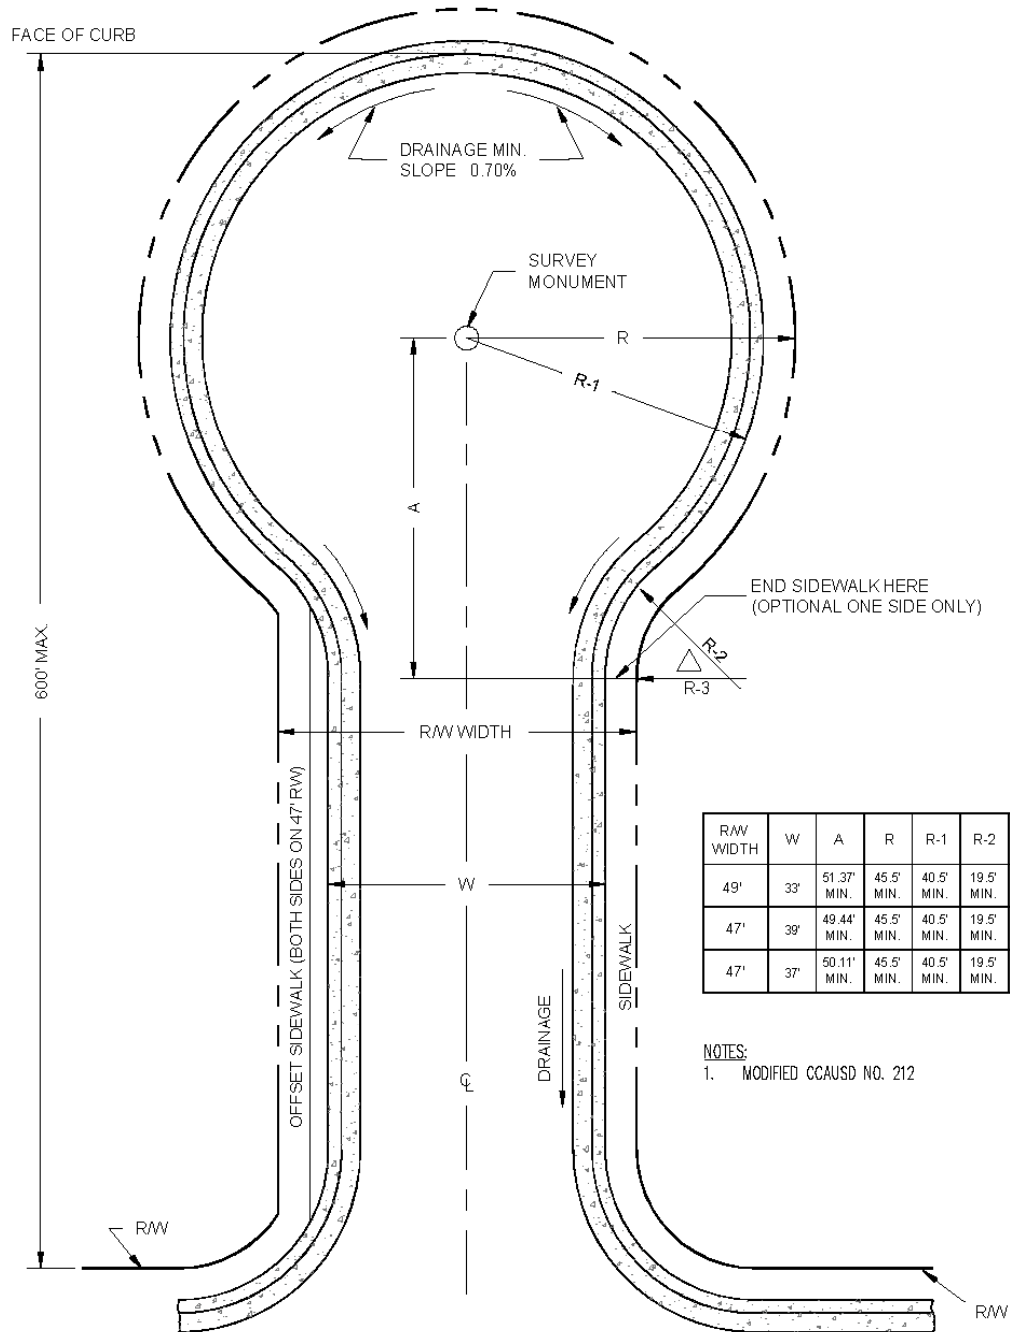 FACE OF CURB
DRAINAGE MIN.
SLOPE 0.70%
SURVEY
MONUMENT
R
R-1
A
END SIDEWALK HERE
(OPTIONAL ONE SIDE ONLY)
R-2
R-3
600' MAX.
R/W WIDTH
OFFSET SIDEWALK (BOTH SIDES ON 47' RW)
W
SIDEWALK
DRAINAGE
℄
R/W WIDTH W A R R-1 R-2
49' 33' 51.37' MIN. 45.5' MIN. 40.5' MIN. 19.5' MIN.
47' 39' 49.44' MIN. 45.5' MIN. 40.5' MIN. 19.5' MIN.
47' 37' 50.11' MIN. 45.5' MIN. 40.5' MIN. 19.5' MIN.
NOTES:
1. MODIFIED CCAUSD NO. 212
R/W
R/W